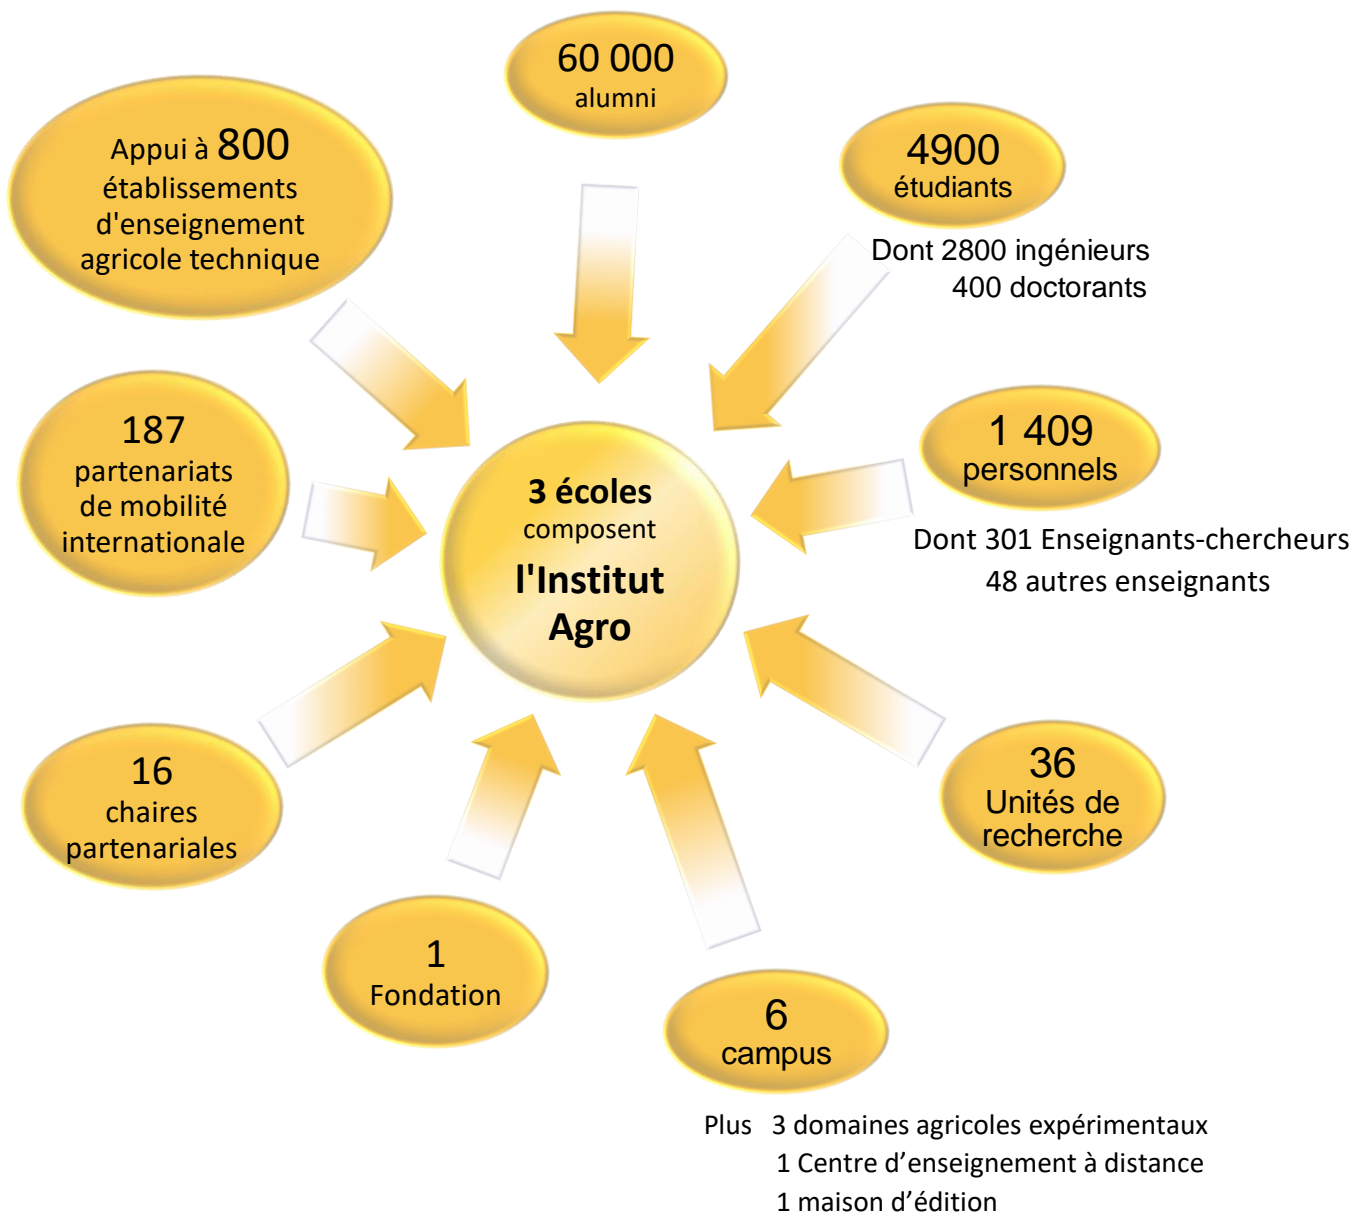 60 000
alumni
Appui à 800
établissements
d'enseignement
agricole technique
4900
étudiants
Dont 2800 ingénieurs
400 doctorants
187
partenariats
de mobilité
internationale
1 409
personnels
Dont 301 Enseignants-chercheurs
48 autres enseignants
3 écoles
composent
l'Institut
Agro
16
chaires
partenariales
36
Unités de
recherche
1
Fondation
6
campus
Plus 3 domaines agricoles expérimentaux
1 Centre d’enseignement à distance
1 maison d’édition